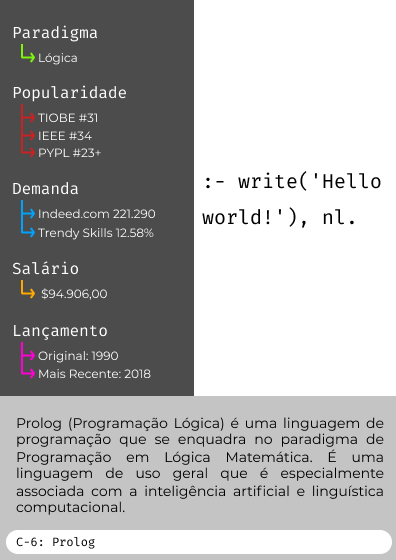 Paradigma
Lógica
Popularidade
TIOBE #31
IEEE #34
PYPL #23+
Demanda
Indeed.com 221.290
Trendy Skills 12.58%
Salário
$94.906,00
Lançamento
Original: 1990
Mais Recente: 2018
:- write('Hello
world!'), nl.
Prolog (Programação Lógica) é uma linguagem de
programação que se enquadra no paradigma de
Programação em Lógica Matemática. É uma
linguagem de uso geral que é especialmente
associada com a inteligência artificial e linguística
computacional.
C-6: Prolog